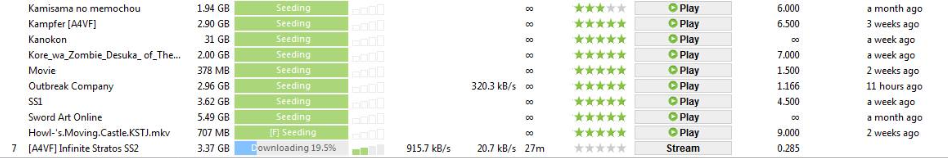 Kamisama no memochou 1.94 GB Seeding ∞ Play 6.000 a month ago
Kampfer [A4VF] 2.90 GB Seeding ∞ Play 6.500 3 weeks ago
Kanokon 31 GB Seeding ∞ Play ∞ a week ago
Kore_wa_Zombie_Desuka_ of_The... 2.00 GB Seeding ∞ Play 7.000 a week ago
Movie 378 MB Seeding ∞ Play 1.500 2 weeks ago
Outbreak Company 2.96 GB Seeding 320.3 kB/s ∞ Play 1.166 11 hours ago
SS1 3.62 GB Seeding ∞ Play 4.500 a week ago
Sword Art Online 5.49 GB Seeding ∞ Play ∞ a month ago
Howl-'s.Moving.Castle.KSTJ.mkv 707 MB [F] Seeding ∞ Play 9.000 2 weeks ago
7 [A4VF] Infinite Stratos SS2 3.37 GB Downloading 19.5% 915.7 kB/s 20.7 kB/s 27m Stream 0.285